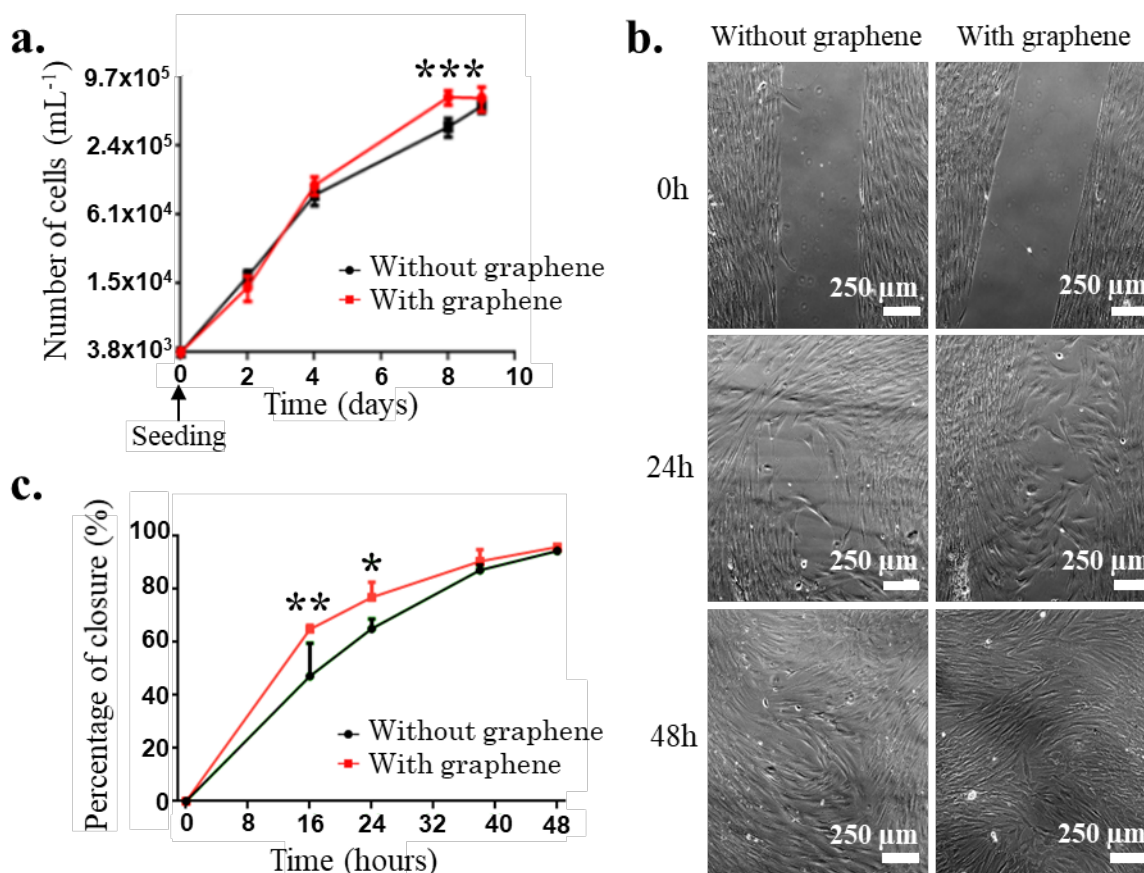 a.
Number of cells (mL-1)
9.7x10⁵
***
2.4x10⁵
6.1x10⁴
1.5x10⁴
3.8x10³
Without graphene
With graphene
0 2 4 6 8 10
Time (days)
Seeding
b.
Without graphene With graphene
0h
250 µm 250 µm
24h
250 µm 250 µm
48h
250 µm 250 µm
c.
Percentage of closure (%)
100
80
60
40
20
0
** *
Without graphene
With graphene
0 8 16 24 32 40 48
Time (hours)